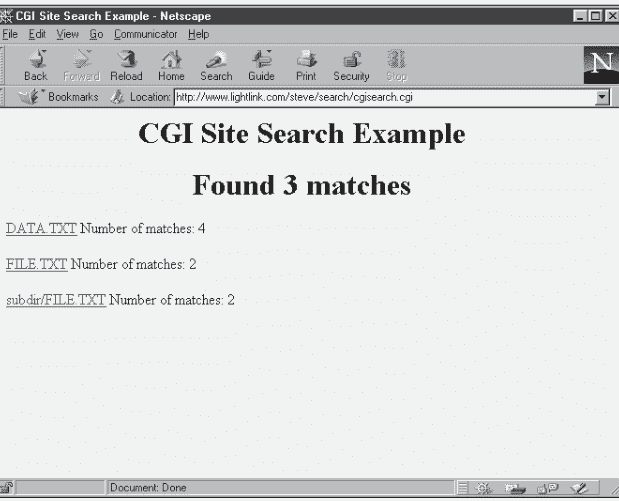 CGI Site Search Example - Netscape
File Edit View Go Communicator Help
Back Forward Reload Home Search Guide Print Security Stop
N
Bookmarks Location: http://www.lightlink.com/steve/search/cgisearch.cgi
CGI Site Search Example
Found 3 matches
DATA.TXT Number of matches: 4
FILE.TXT Number of matches: 2
subdir/FILE.TXT Number of matches: 2
Document: Done